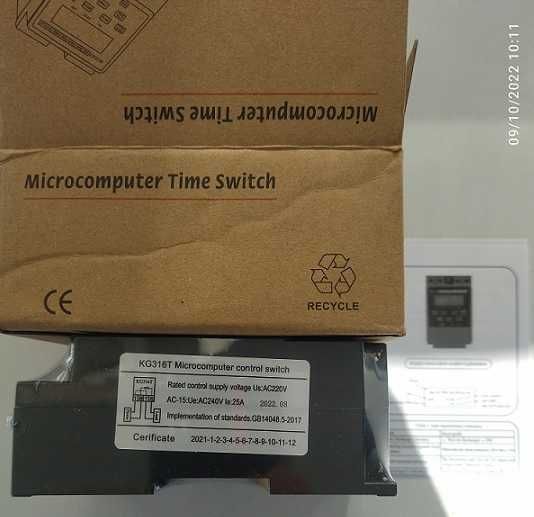 09/10/2022 10:11
Microcomputer Time Switch
Microcomputer Time Switch
CE
RECYCLE
KG316T Microcomputer control switch
KG316T
Rated control supply voltage Us:AC220V
AC-15:Ue:AC240V Ie:25A 2022. 08
Implementation of standards.GB14048.5-2017
Cerificate 2021-1-2-3-4-5-6-7-8-9-10-11-12